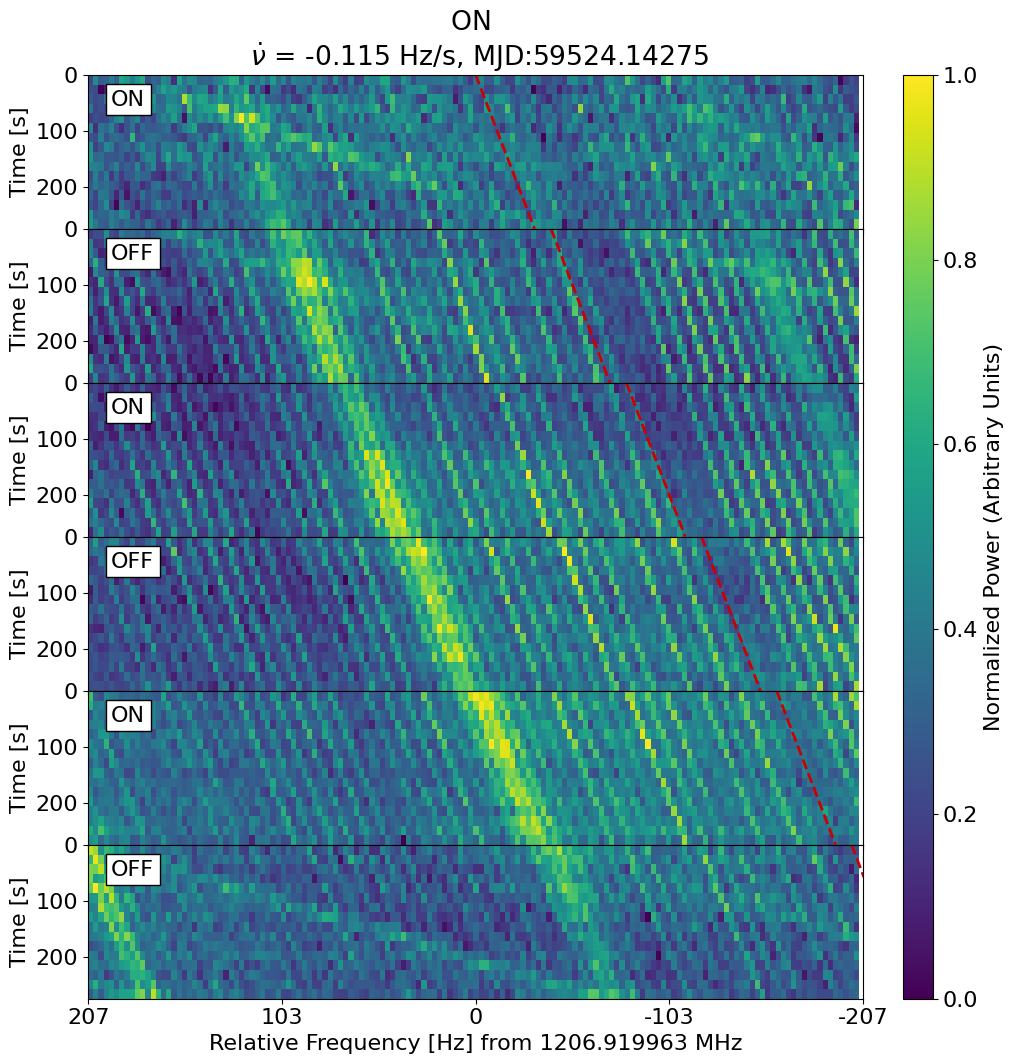 ON
ν̇ = -0.115 Hz/s, MJD:59524.14275
Time [s]
0
100
200
ON
Time [s]
0
100
200
OFF
Time [s]
0
100
200
ON
Time [s]
0
100
200
OFF
Time [s]
0
100
200
ON
Time [s]
0
100
200
OFF
207
103
0
-103
-207
Relative Frequency [Hz] from 1206.919963 MHz
1.0
0.8
0.6
0.4
0.2
0.0
Normalized Power (Arbitrary Units)